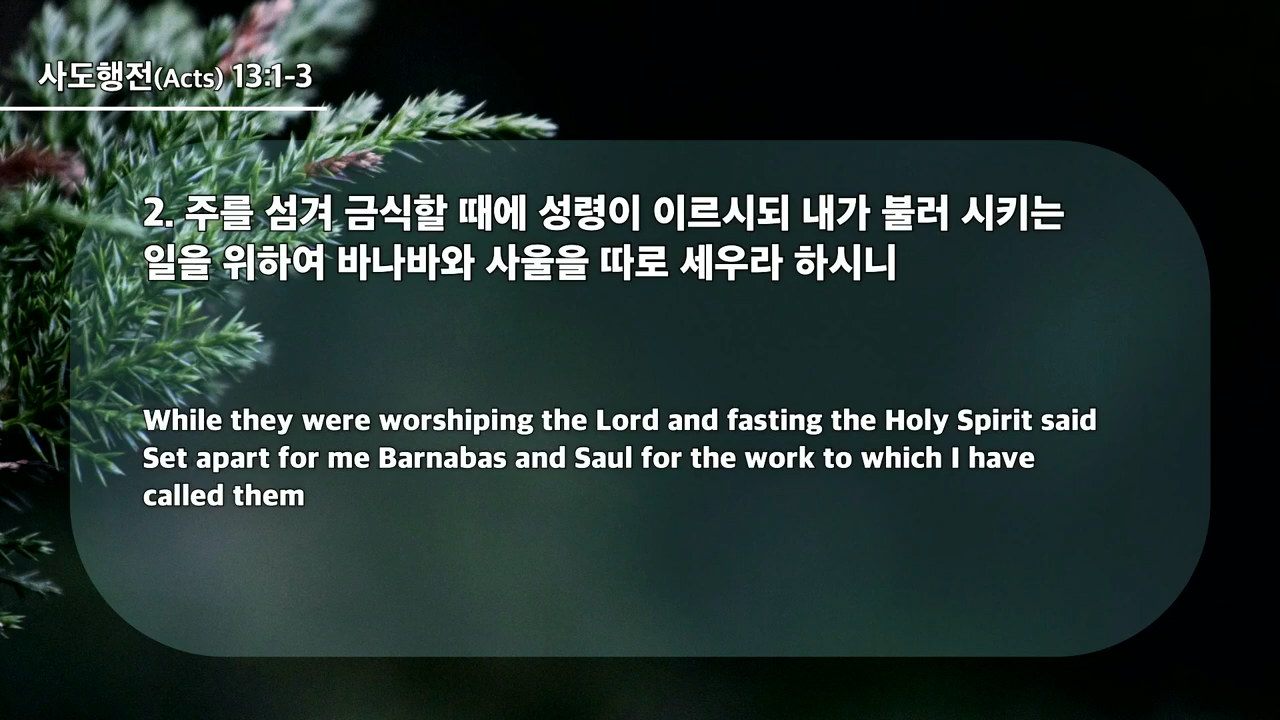 사도행전(Acts) 13:1-3
2. 주를 섬겨 금식할 때에 성령이 이르시되 내가 불러 시키는
일을 위하여 바나바와 사울을 따로 세우라 하시니
While they were worshiping the Lord and fasting the Holy Spirit said
Set apart for me Barnabas and Saul for the work to which I have
called them